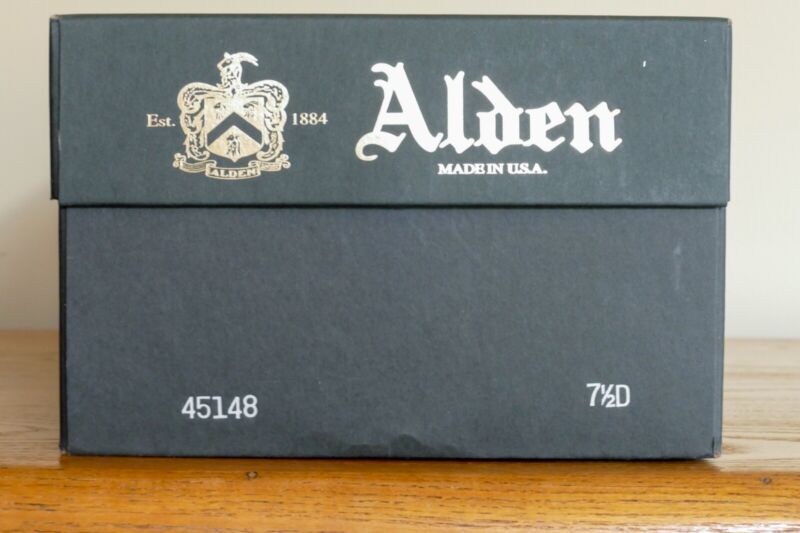 Est. 1884
ALDEN
Alden
MADE IN U.S.A.
45148 7½D